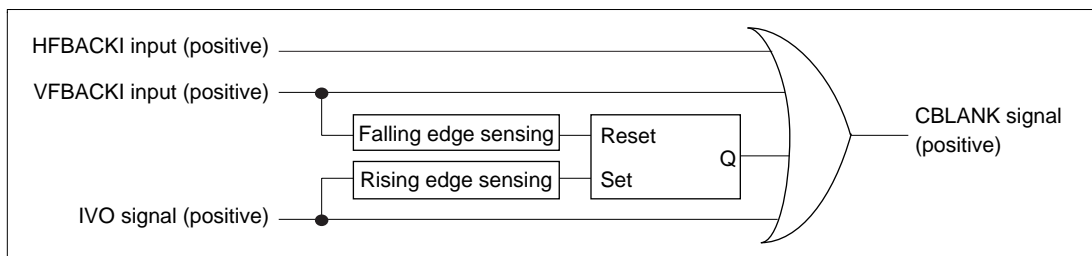 HFBACKI input (positive)
VFBACKI input (positive)
CBLANK signal
(positive)
Falling edge sensing
Reset
Q
Rising edge sensing
Set
IVO signal (positive)